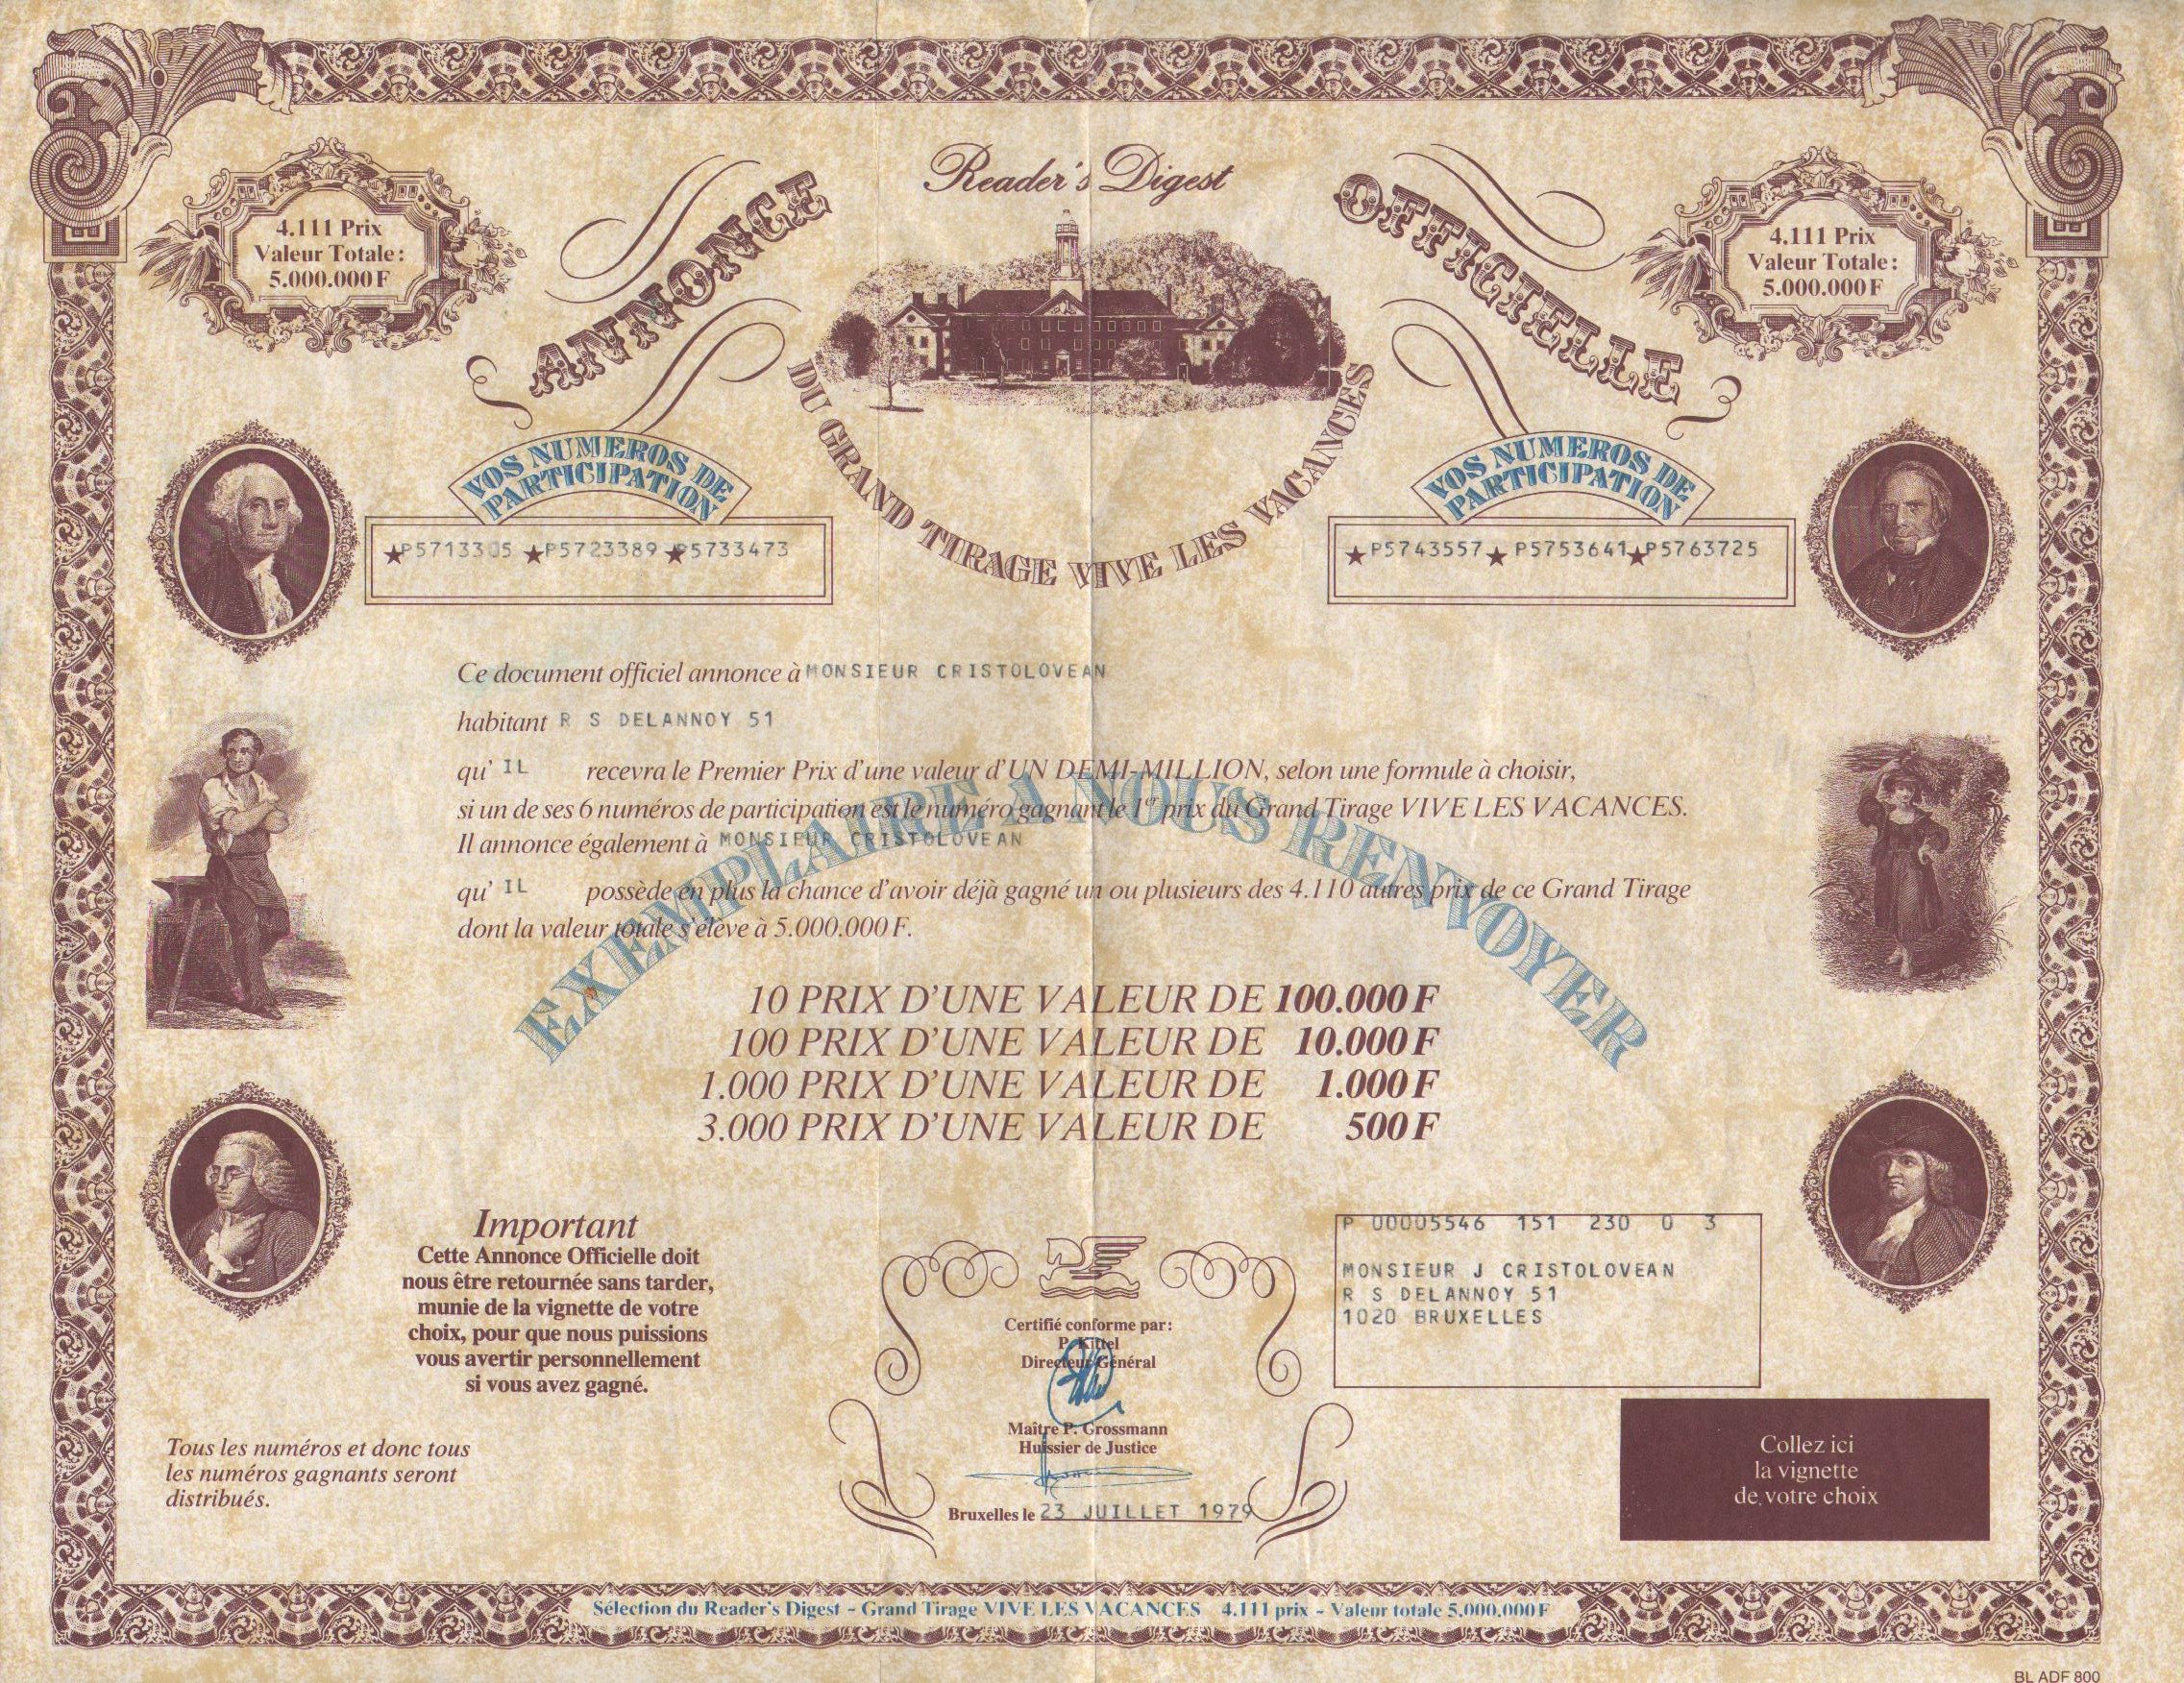 Reader's Digest
ANNONCE OFFICIELLE
DU GRAND TIRAGE VIVE LES VACANCES
4.111 Prix
Valeur Totale:
5.000.000 F
4.111 Prix
Valeur Totale:
5.000.000 F
VOS NUMEROS DE
PARTICIPATION
★P5713305 ★P5723389 ★P5733473
VOS NUMEROS DE
PARTICIPATION
★P5743557 ★P5753641 ★P5763725
Ce document officiel annonce à MONSIEUR CRISTOLOVEAN
habitant R S DELANNOY 51
qu' IL recevra le Premier Prix d'une valeur d'UN DEMI-MILLION, selon une formule à choisir,
si un de ses 6 numéros de participation est le numéro gagnant le 1er prix du Grand Tirage VIVE LES VACANCES.
Il annonce également à MONSIEUR CRISTOLOVEAN
qu' IL possède en plus la chance d'avoir déjà gagné un ou plusieurs des 4.110 autres prix de ce Grand Tirage
dont la valeur totale s'élève à 5.000.000 F.
EXEMPLAIRE A NOUS RENVOYER
10 PRIX D'UNE VALEUR DE 100.000 F
100 PRIX D'UNE VALEUR DE 10.000 F
1.000 PRIX D'UNE VALEUR DE 1.000 F
3.000 PRIX D'UNE VALEUR DE 500 F
Important
Cette Annonce Officielle doit
nous être retournée sans tarder,
munie de la vignette de votre
choix, pour que nous puissions
vous avertir personnellement
si vous avez gagné.
Tous les numéros et donc tous
les numéros gagnants seront
distribués.
Certifié conforme par:
P. Kittel
Directeur Général
Maître P. Grossmann
Huissier de Justice
Bruxelles le 23 JUILLET 1979
P 00005546 151 230 0 3
MONSIEUR J CRISTOLOVEAN
R S DELANNOY 51
1020 BRUXELLES
Collez ici
la vignette
de votre choix
Sélection du Reader's Digest - Grand Tirage VIVE LES VACANCES 4.111 prix - Valeur totale 5.000.000 F
BL ADF 800